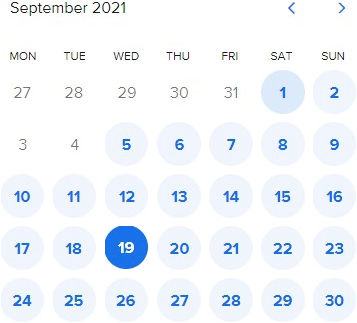 September 2021
MON TUE WED THU FRI SAT SUN
27 28 29 30 31 1 2
3 4 5 6 7 8 9
10 11 12 13 14 15 16
17 18 19 20 21 22 23
24 25 26 27 28 29 30